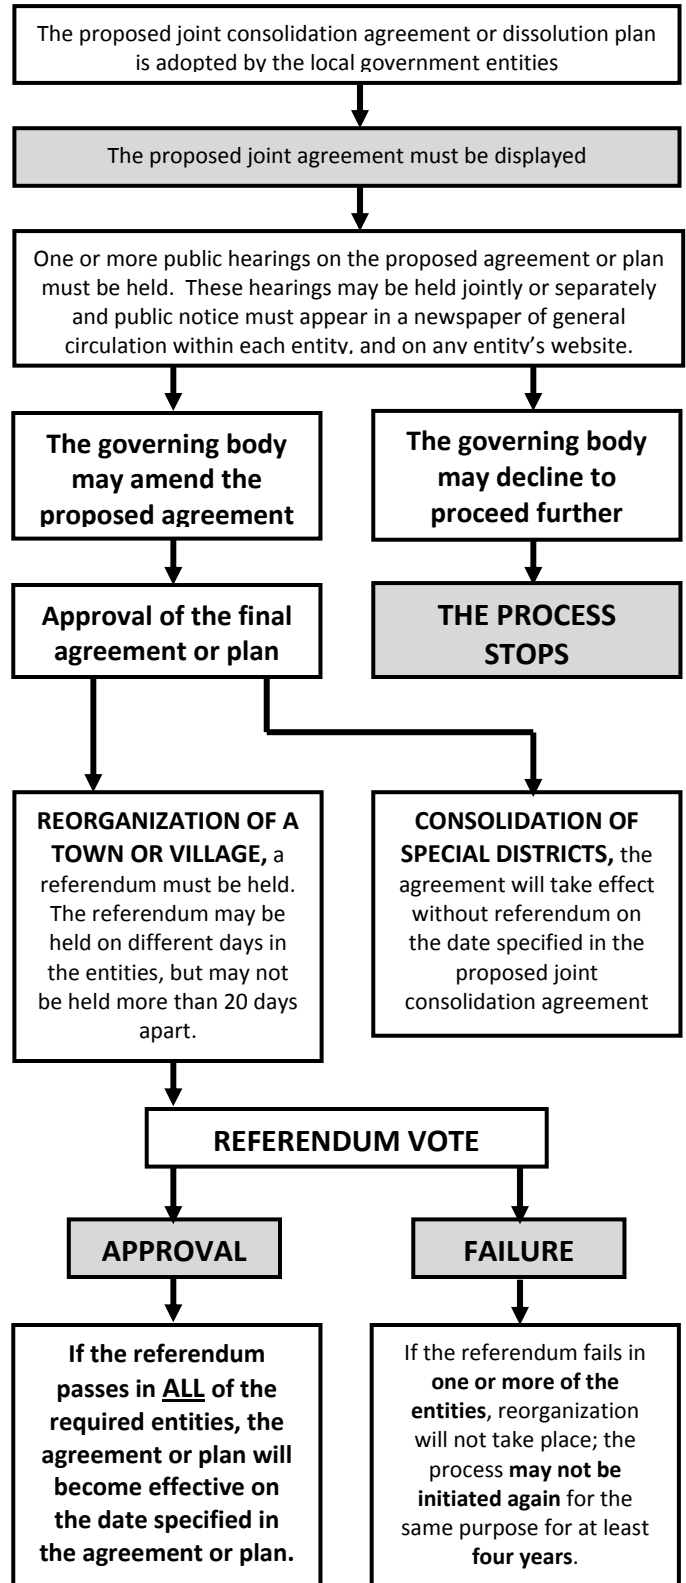 The proposed joint consolidation agreement or dissolution plan
is adopted by the local government entities
The proposed joint agreement must be displayed
One or more public hearings on the proposed agreement or plan
must be held.  These hearings may be held jointly or separately
and public notice must appear in a newspaper of general
circulation within each entity, and on any entity's website.
The governing body
may amend the
proposed agreement
The governing body
may decline to
proceed further
Approval of the final
agreement or plan
THE PROCESS
STOPS
REORGANIZATION OF A
TOWN OR VILLAGE, a
referendum must be held.
The referendum may be
held on different days in
the entities, but may not
be held more than 20 days
apart.
CONSOLIDATION OF
SPECIAL DISTRICTS, the
agreement will take effect
without referendum on
the date specified in the
proposed joint
consolidation agreement
REFERENDUM VOTE
APPROVAL
FAILURE
If the referendum
passes in ALL of the
required entities, the
agreement or plan will
become effective on
the date specified in
the agreement or plan.
If the referendum fails in
one or more of the
entities, reorganization
will not take place; the
process may not be
initiated again for the
same purpose for at least
four years.